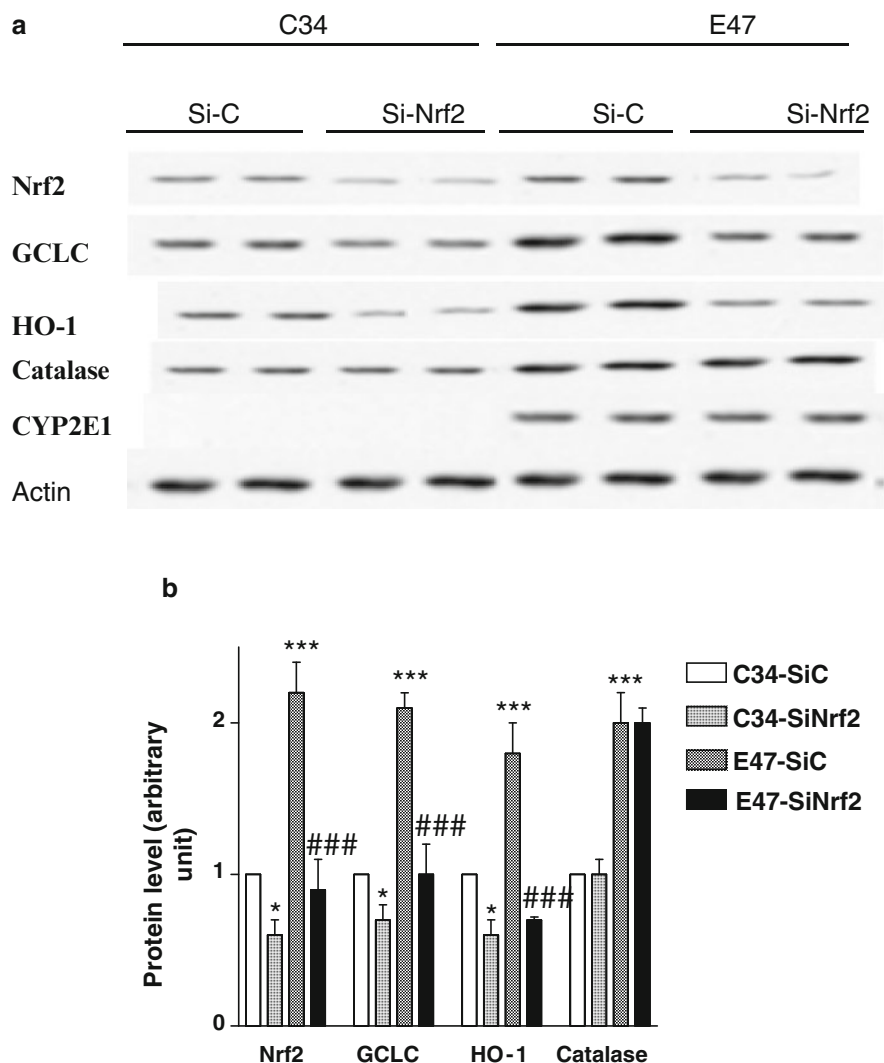 a
C34 E47
Si-C Si-Nrf2 Si-C Si-Nrf2
Nrf2
GCLC
HO-1
Catalase
CYP2E1
Actin
b
Protein level (arbitrary
unit)
2
1
0
*** *** *** ***
* ### * ### * ###
Nrf2 GCLC HO-1 Catalase
C34-SiC
C34-SiNrf2
E47-SiC
E47-SiNrf2